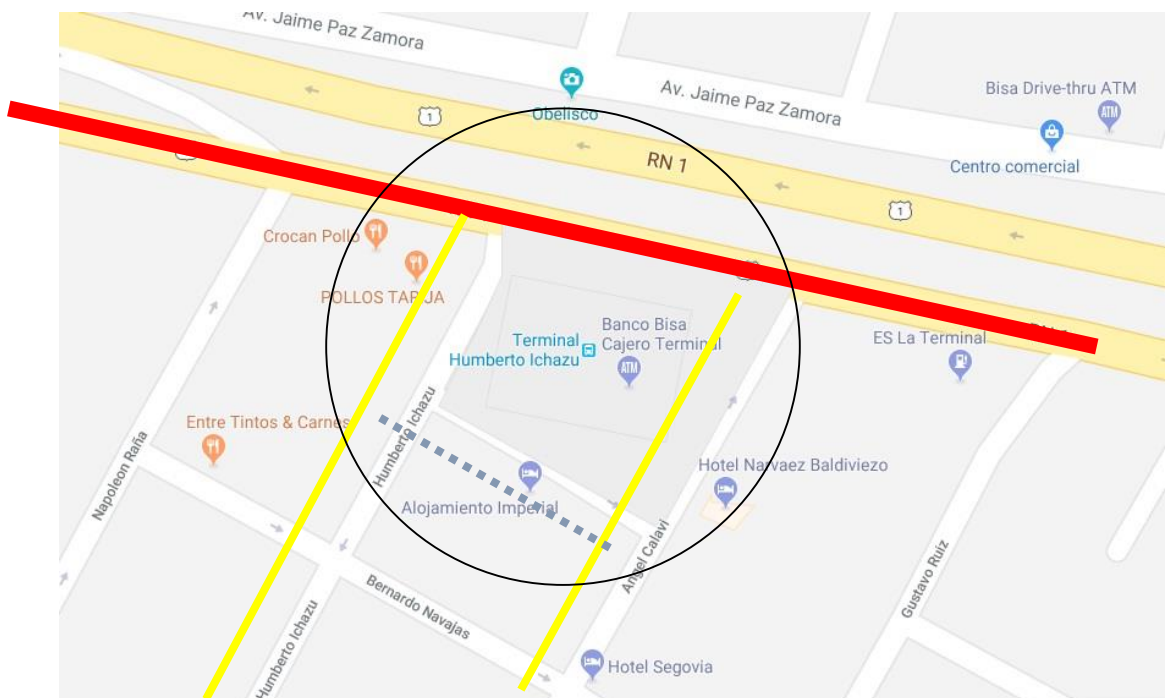 Av. Jaime Paz Zamora
Bisa Drive-thru ATM
ATM
Obelisco
Av. Jaime Paz Zamora
1
RN 1
Centro comercial
1
Crocan Pollo
POLLOS TARIJA
Banco Bisa
Cajero Terminal
ATM
Terminal
Humberto Ichazu
ES La Terminal
Entre Tintos & Carnes
Napoleon Raña
Humberto Ichazu
Hotel Narvaez Baldiviezo
Alojamiento Imperial
Angel Calavi
Gustavo Ruiz
Bernardo Navajas
Humberto Ichazu
Hotel Segovia